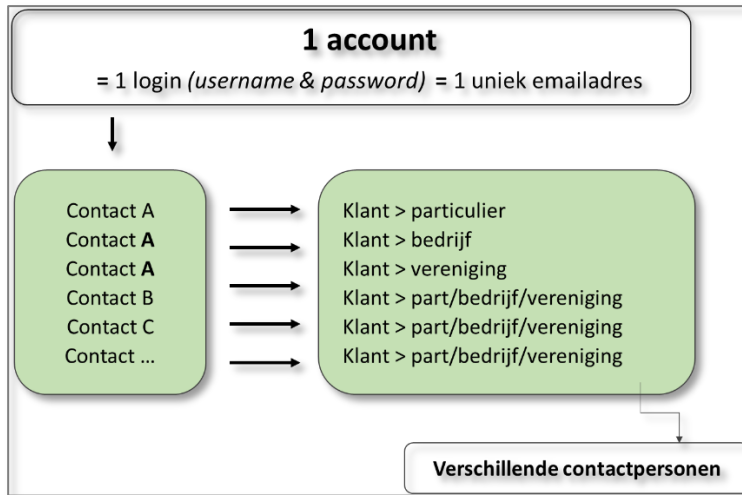 1 account
= 1 login (username & password) = 1 uniek emailadres
Contact A
Contact A
Contact A
Contact B
Contact C
Contact ...
Klant > particulier
Klant > bedrijf
Klant > vereniging
Klant > part/bedrijf/vereniging
Klant > part/bedrijf/vereniging
Klant > part/bedrijf/vereniging
Verschillende contactpersonen